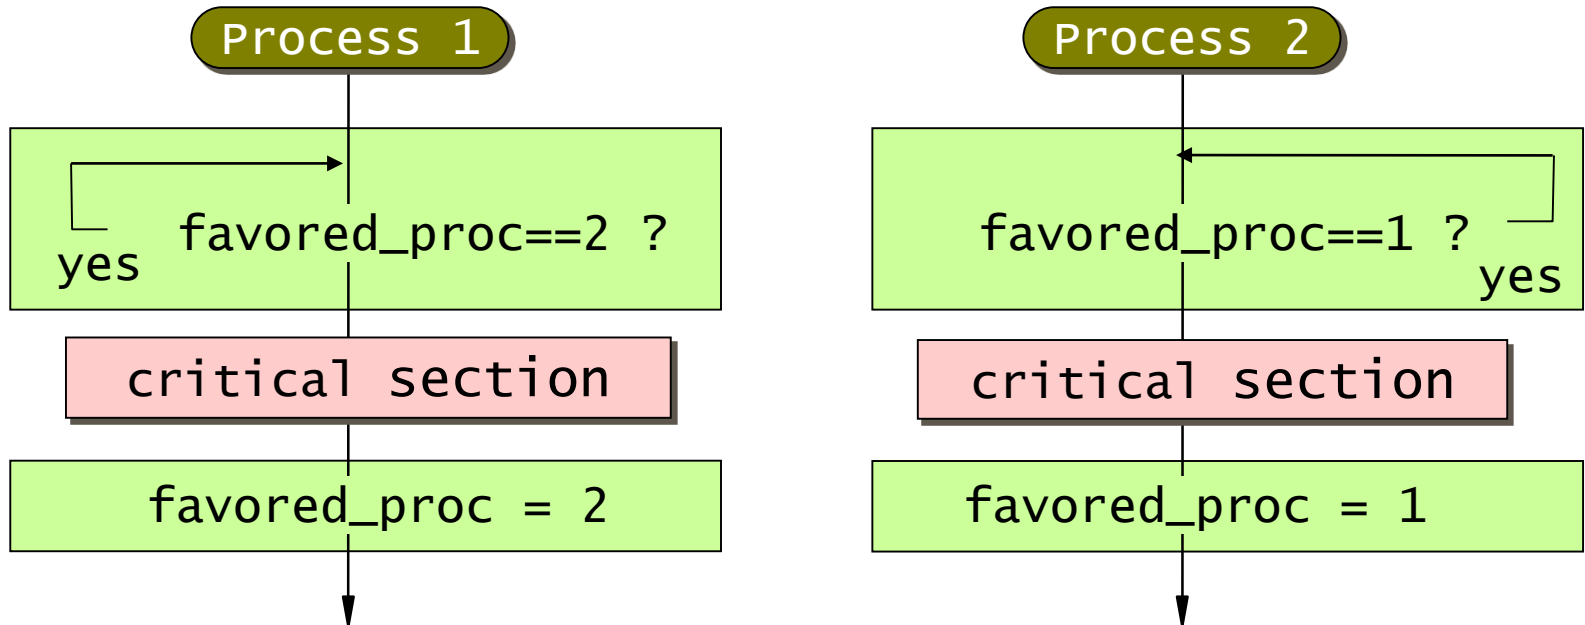 Process 1
favored_proc==2 ?
yes
critical section
favored_proc = 2
Process 2
favored_proc==1 ?
yes
critical section
favored_proc = 1